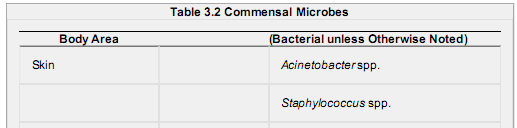 Table 3.2 Commensal Microbes
Body Area (Bacterial unless Otherwise Noted)
Skin Acinetobacter spp.
Staphylococcus spp.